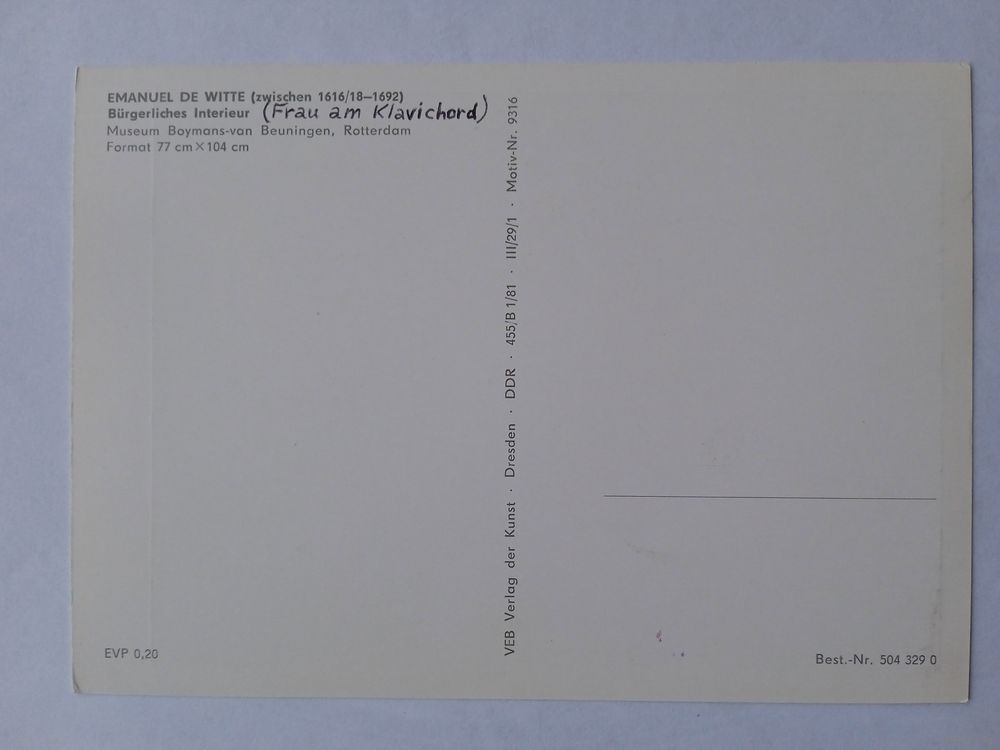 EMANUEL DE WITTE (zwischen 1616/18–1692)
Bürgerliches Interieur (Frau am Klavichord)
Museum Boymans-van Beuningen, Rotterdam
Format 77 cm × 104 cm
EVP 0,20
VEB Verlag der Kunst · Dresden · DDR · 455/B 1/81 · III/29/1 · Motiv-Nr. 9316
Best.-Nr. 504 329 0